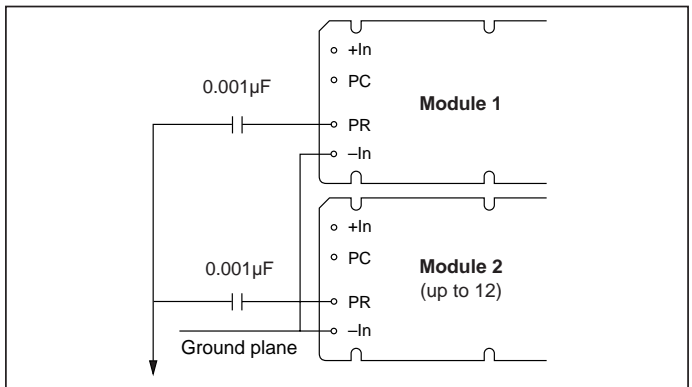 +In
PC
Module 1
0.001µF
PR
–In
+In
PC
Module 2
(up to 12)
0.001µF
PR
–In
Ground plane